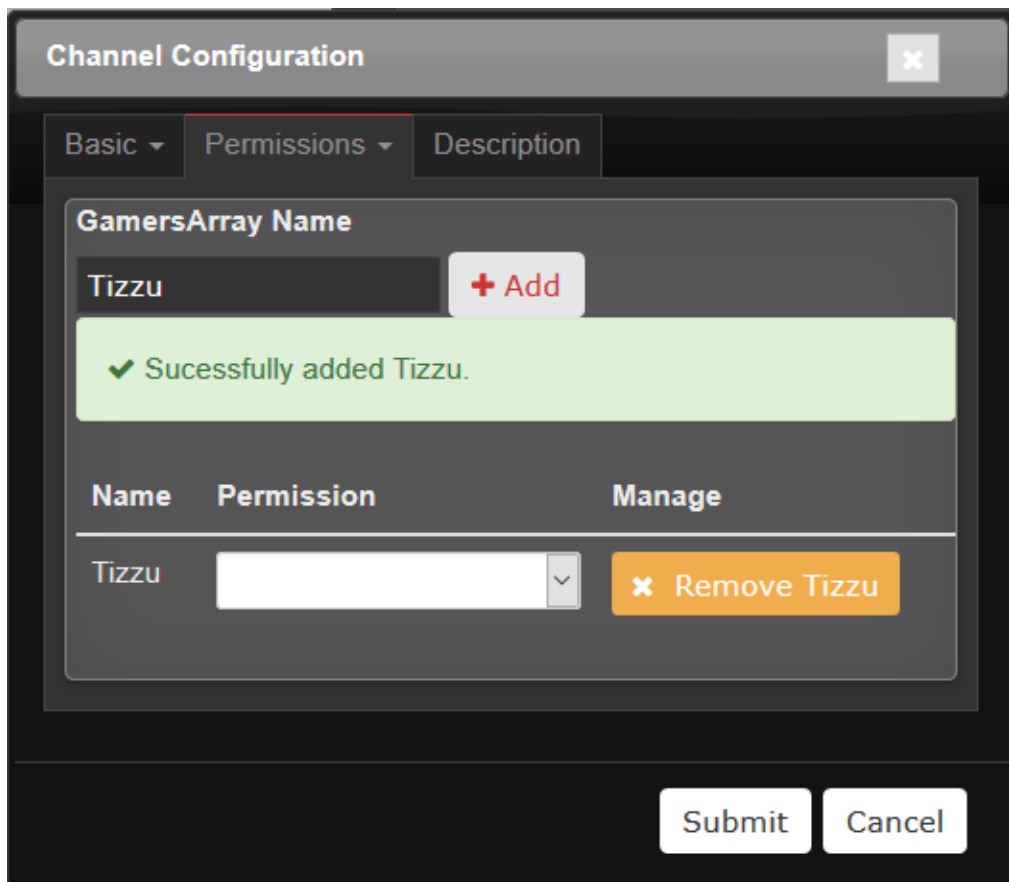 Channel Configuration
Basic Permissions Description
GamersArray Name
Tizzu + Add
Sucessfully added Tizzu.
Name Permission Manage
Tizzu Remove Tizzu
Submit Cancel